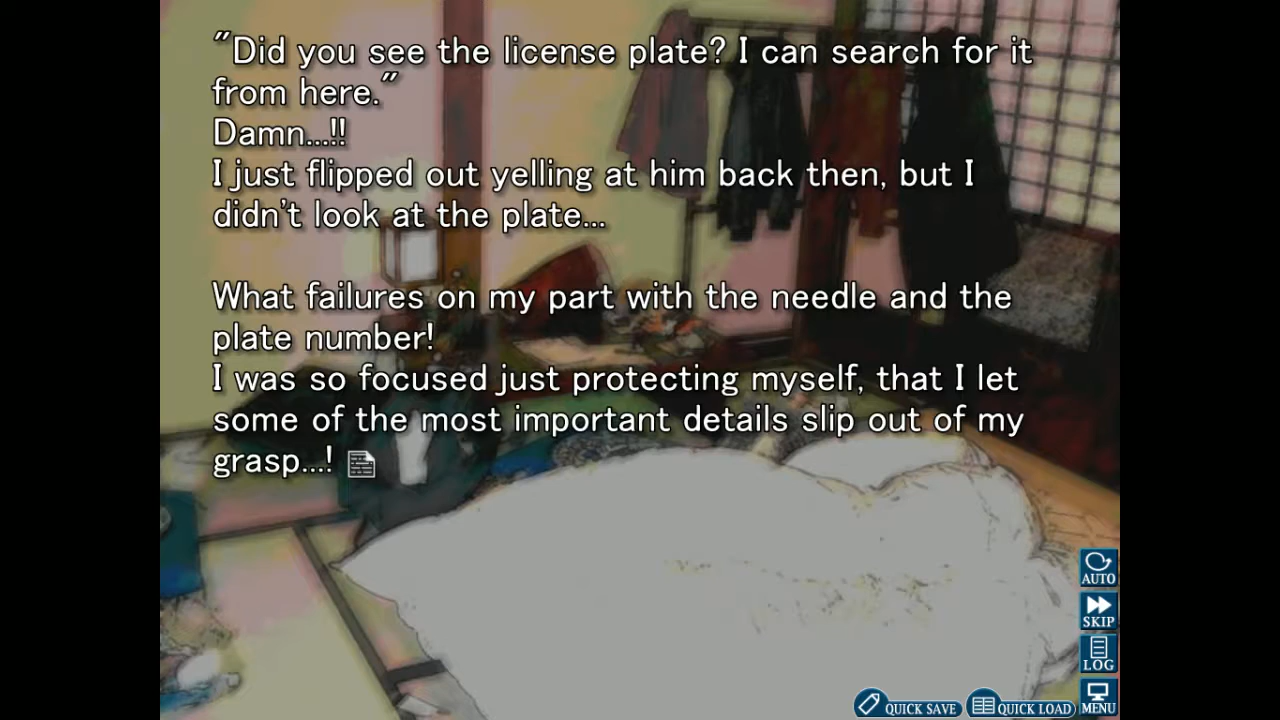 "Did you see the license plate? I can search for it
from here."
Damn...!!
I just flipped out yelling at him back then, but I
didn't look at the plate...
What failures on my part with the needle and the
plate number!
I was so focused just protecting myself, that I let
some of the most important details slip out of my
grasp...!
AUTO
SKIP
LOG
MENU
QUICK SAVE
QUICK LOAD